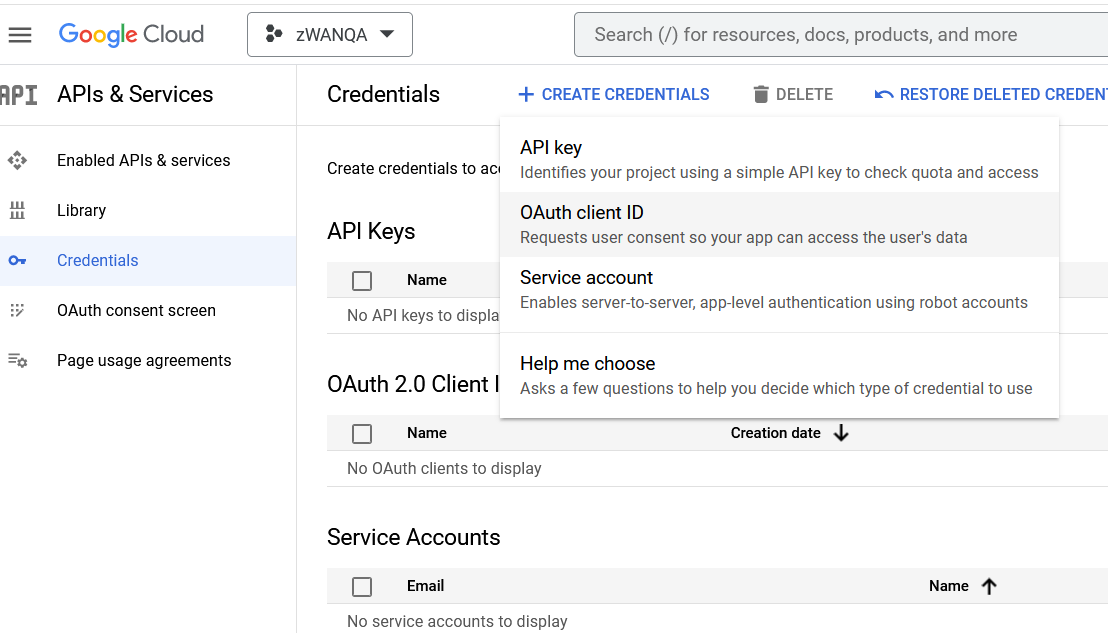 Google Cloud
zWANQA
Search (/) for resources, docs, products, and more
API
APIs & Services
Credentials
CREATE CREDENTIALS
DELETE
RESTORE DELETED CREDENT
Enabled APIs & services
Library
Credentials
OAuth consent screen
Page usage agreements
Create credentials to acc
API key
Identifies your project using a simple API key to check quota and access
OAuth client ID
Requests user consent so your app can access the user's data
Service account
Enables server-to-server, app-level authentication using robot accounts
Help me choose
Asks a few questions to help you decide which type of credential to use
API Keys
Name
No API keys to displa
OAuth 2.0 Client I
Name
Creation date
No OAuth clients to display
Service Accounts
Email
Name
No service accounts to display